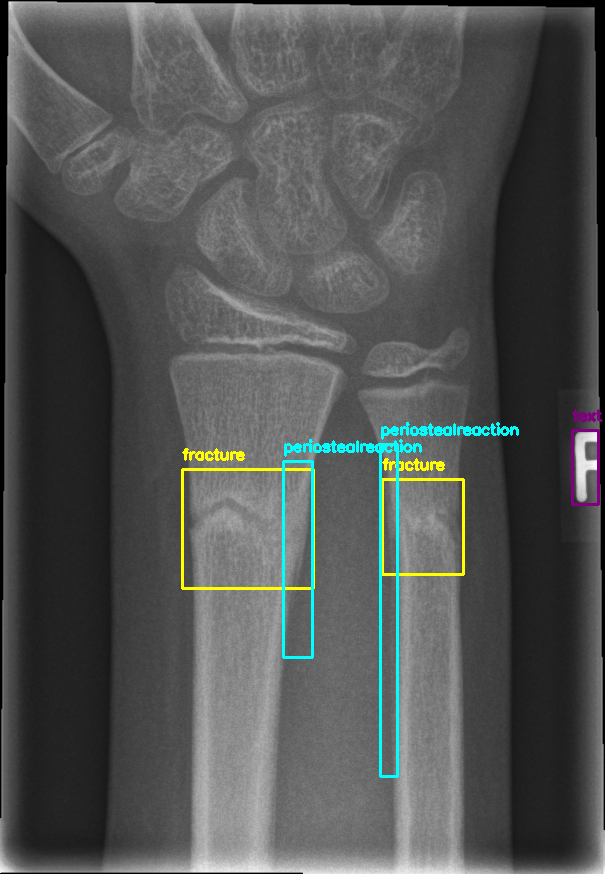 periostealreaction
periostealreaction
fracture
fracture
text
F